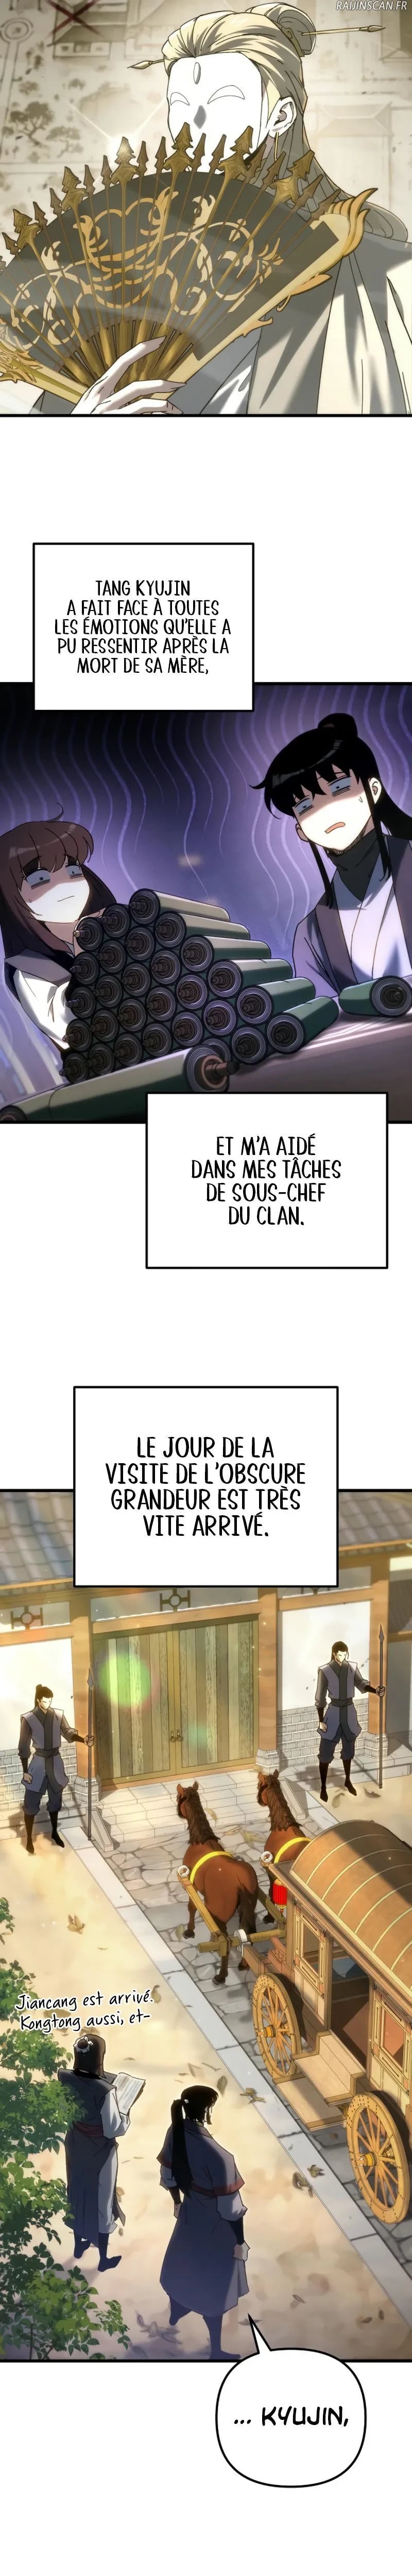 RAIJINSCAN.FR
TANG KYUJIN
A FAIT FACE À TOUTES
LES ÉMOTIONS QU'ELLE A
PU RESSENTIR APRÈS LA
MORT DE SA MÈRE,
ET M'A AIDÉ
DANS MES TÂCHES
DE SOUS-CHEF
DU CLAN.
LE JOUR DE LA
VISITE DE L'OBSCURE
GRANDEUR EST TRÈS
VITE ARRIVÉ.
Jiancang est arrivé.
Kongtong aussi, et-
... KYUJIN,